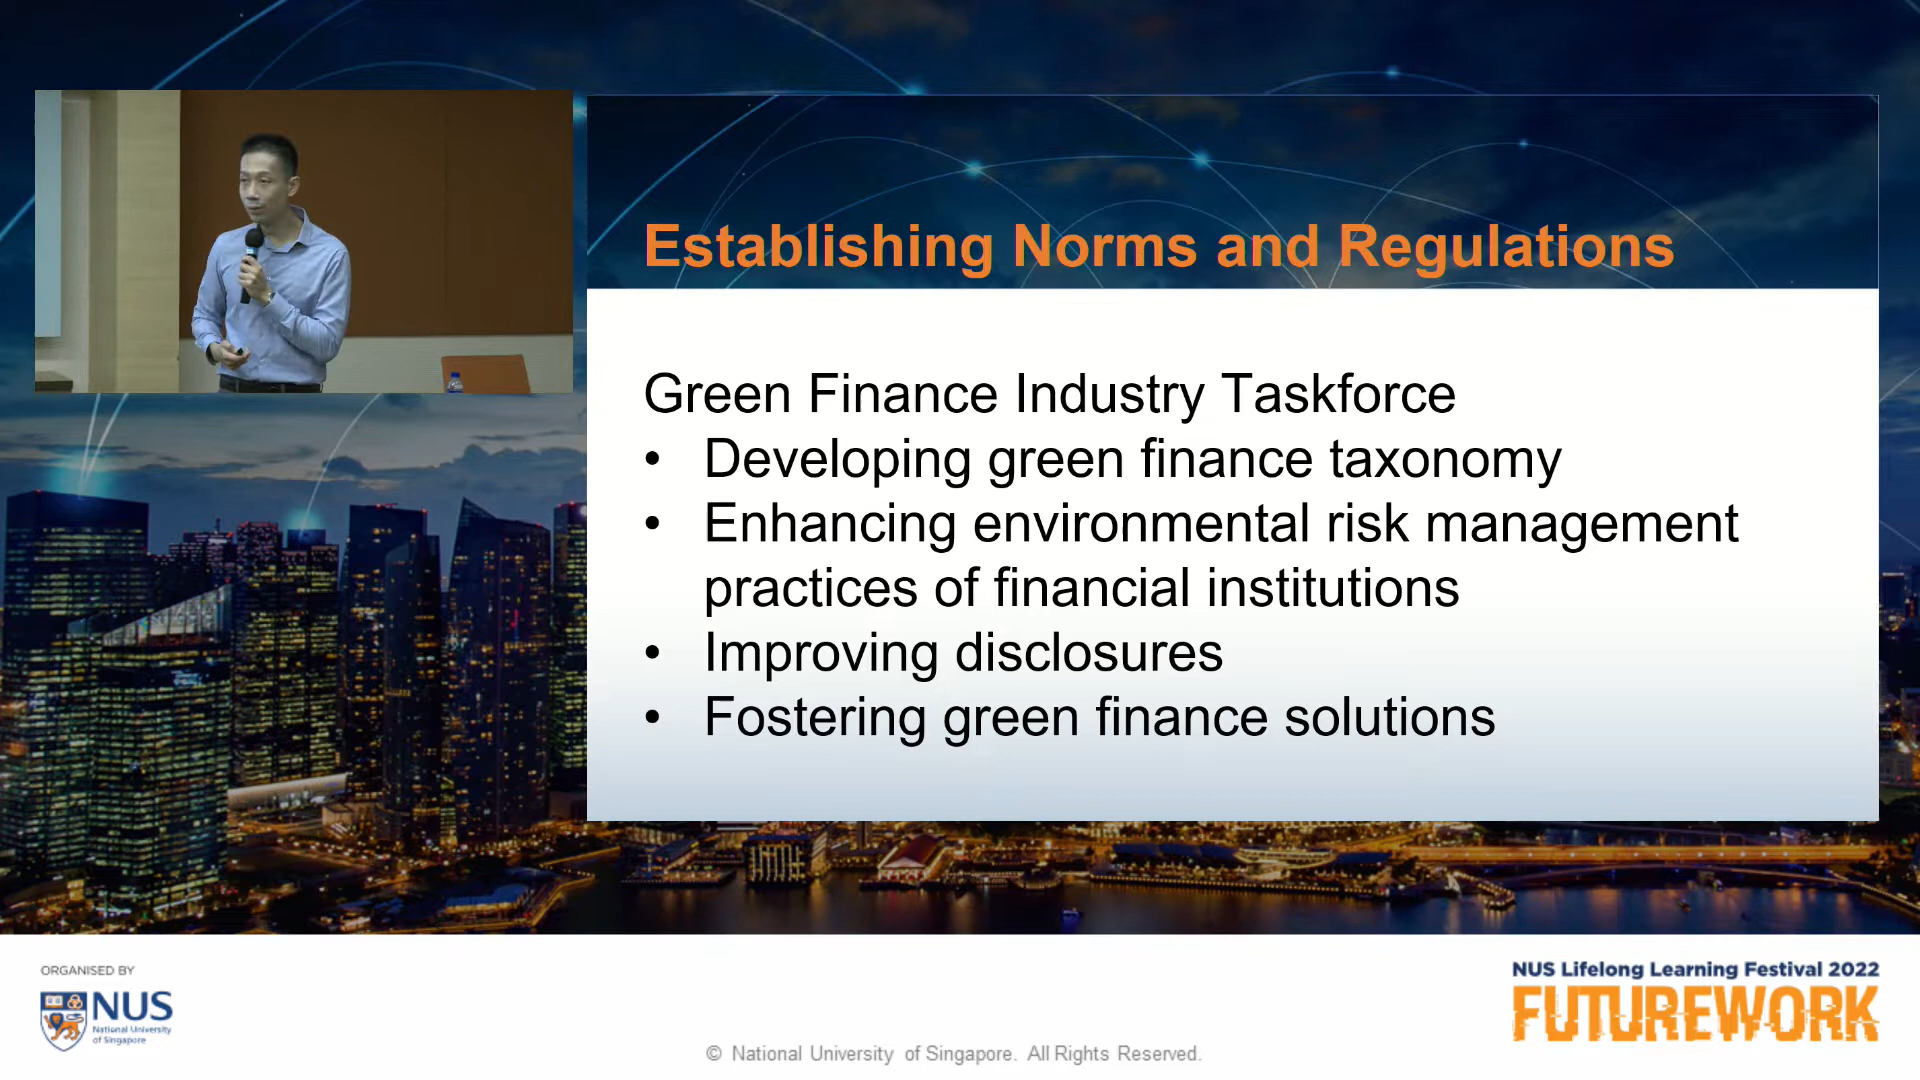 Establishing Norms and Regulations
Green Finance Industry Taskforce
• Developing green finance taxonomy
• Enhancing environmental risk management
practices of financial institutions
• Improving disclosures
• Fostering green finance solutions
ORGANISED BY
NUS
National University
of Singapore
© National University of Singapore. All Rights Reserved.
NUS Lifelong Learning Festival 2022
FUTUREWORK